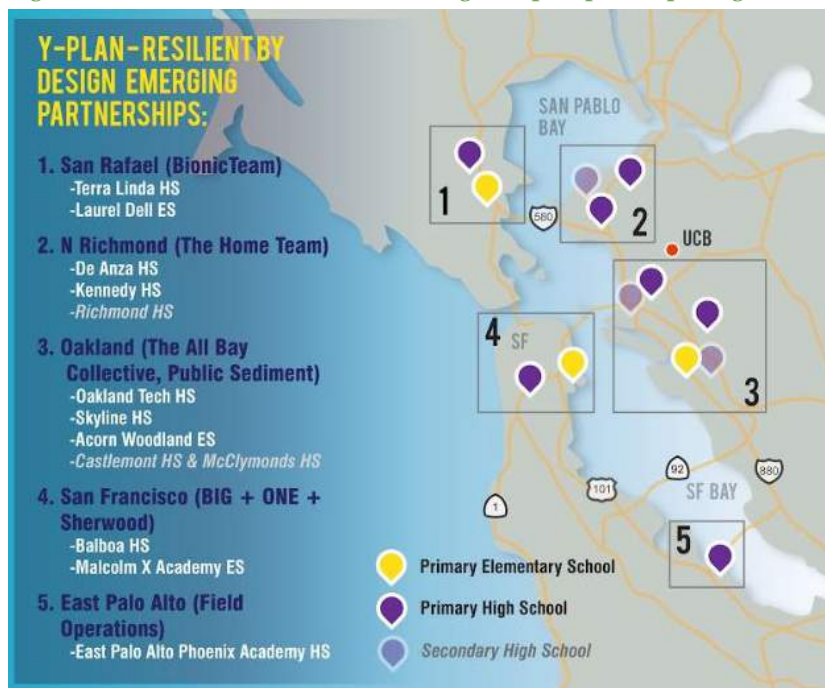 Y-PLAN-RESILIENT BY
DESIGN EMERGING
PARTNERSHIPS:
1. San Rafael (BionicTeam)
-Terra Linda HS
-Laurel Dell ES
2. N Richmond (The Home Team)
-De Anza HS
-Kennedy HS
-Richmond HS
3. Oakland (The All Bay
Collective, Public Sediment)
-Oakland Tech HS
-Skyline HS
-Acorn Woodland ES
-Castlemont HS & McClymonds HS
4. San Francisco (BIG + ONE +
Sherwood)
-Balboa HS
-Malcolm X Academy ES
5. East Palo Alto (Field
Operations)
-East Palo Alto Phoenix Academy HS
SAN PABLO
BAY
1
580
2
UCB
4
SF
3
92
880
101
SF BAY
1
5
Primary Elementary School
Primary High School
Secondary High School